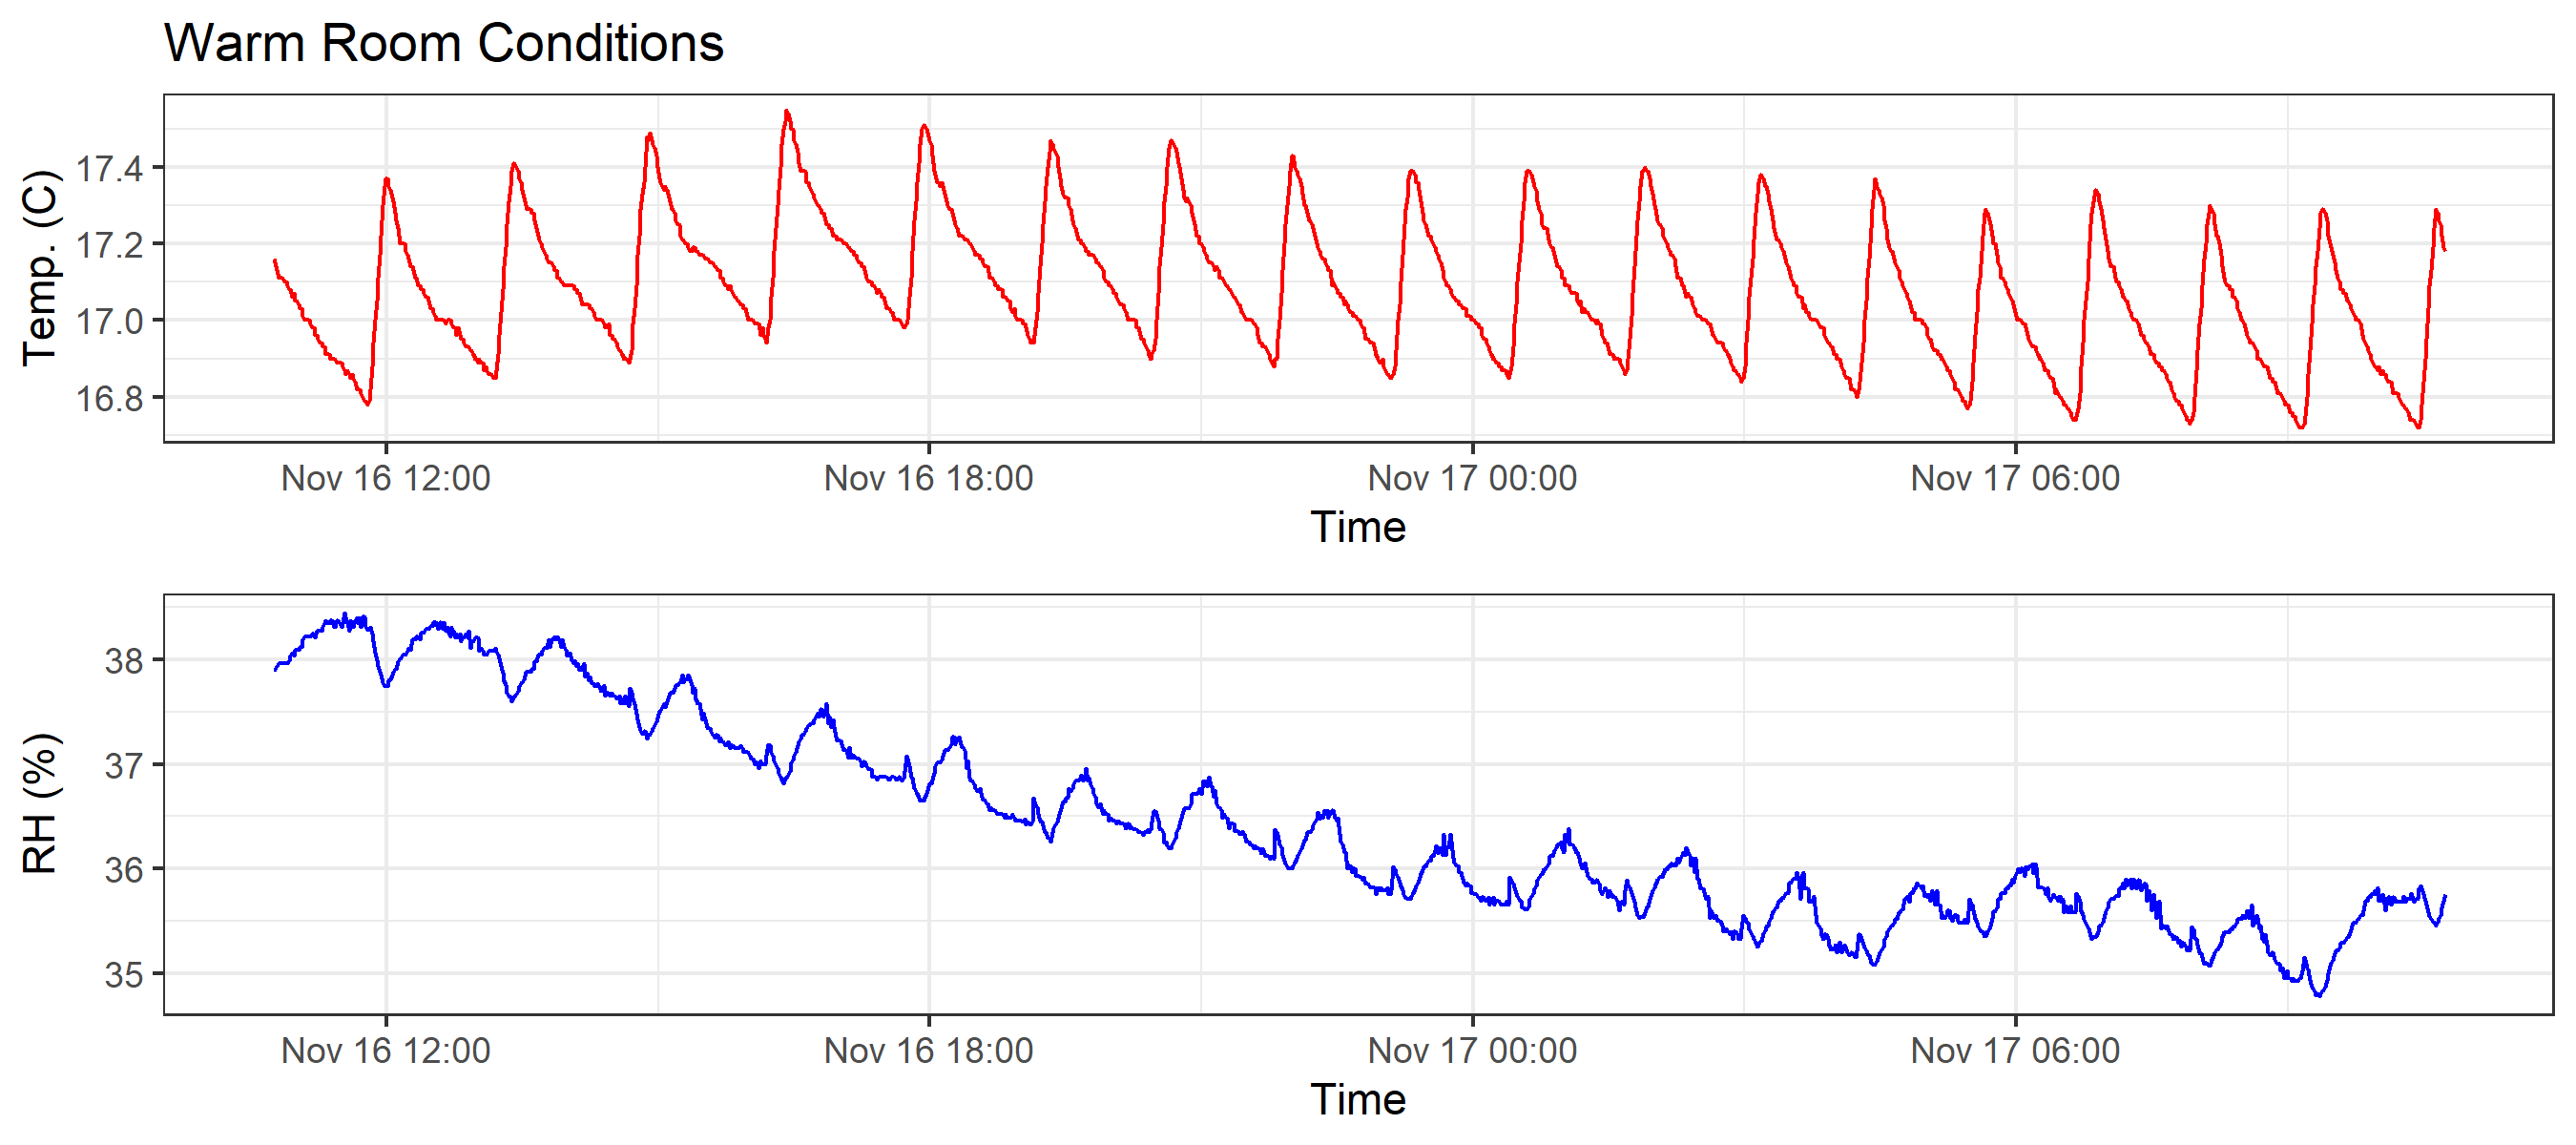 Warm Room Conditions
Temp. (C)
17.4
17.2
17.0
16.8
Nov 16 12:00 Nov 16 18:00 Nov 17 00:00 Nov 17 06:00
Time
RH (%)
38
37
36
35
Nov 16 12:00 Nov 16 18:00 Nov 17 00:00 Nov 17 06:00
Time